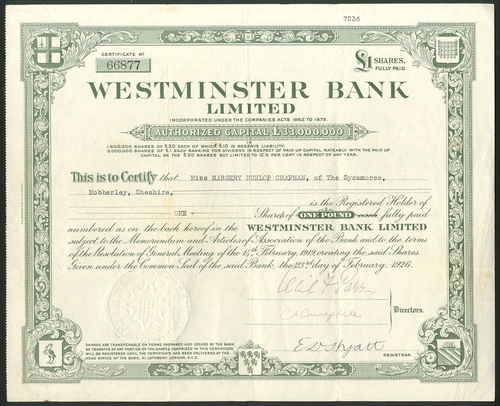 7236
CERTIFICATE Nº
66877
£1 SHARES,
FULLY PAID.
WESTMINSTER BANK
LIMITED
INCORPORATED UNDER THE COMPANIES ACTS 1862 TO 1879.
AUTHORIZED CAPITAL £33,000,000
IN
1,500,000 SHARES OF £20 EACH OF WHICH £10 IS RESERVE LIABILITY.
3,000,000 SHARES OF £1 EACH RANKING FOR DIVIDEND IN RESPECT OF PAID UP CAPITAL RATEABLY WITH THE PAID UP
CAPITAL ON THE £20 SHARES BUT LIMITED TO 12½ PER CENT IN RESPECT OF ANY YEAR.
This is to Certify that Miss MARGERY DUNLOP CHAPMAN, of The Sycamores,
Mobberley, Cheshire,
is the Registered Holder of
ONE Shares of ONE POUND each fully paid
numbered as on the back hereof in the WESTMINSTER BANK LIMITED
subject to the Memorandum and Articles of Association of the Bank and to the terms
of the Resolution of General Meeting of the 14th February, 1919, creating the said Shares.
Given under the Common Seal of the said Bank, the 23rd day of February, 1926.
Directors.
REGISTRAR.
SHARES ARE TRANSFERABLE ON FORMS PREPARED AND ISSUED BY THE BANK.
NO TRANSFER OF ANY PORTION OF THE SHARES COMPRISED IN THIS CERTIFICATE
WILL BE REGISTERED UNTIL THE CERTIFICATE HAS BEEN DELIVERED AT THE
HEAD OFFICE OF THE BANK, 41, LOTHBURY, LONDON, E.C.2.